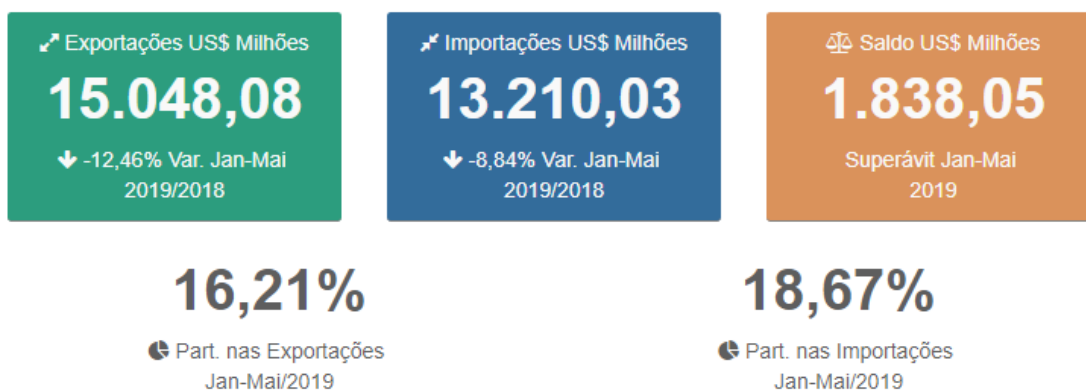 Exportações US$ Milhões
15.048,08
-12,46% Var. Jan-Mai
2019/2018
Importações US$ Milhões
13.210,03
-8,84% Var. Jan-Mai
2019/2018
Saldo US$ Milhões
1.838,05
Superávit Jan-Mai
2019
16,21%
Part. nas Exportações
Jan-Mai/2019
18,67%
Part. nas Importações
Jan-Mai/2019